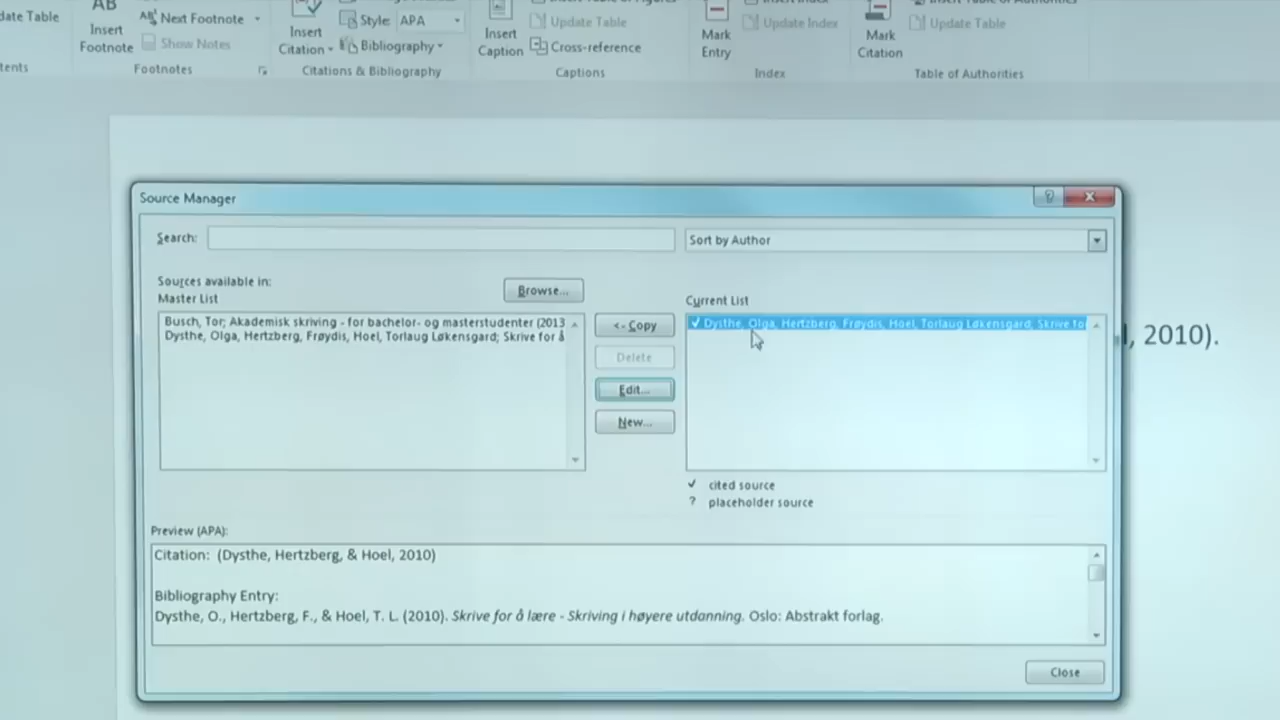 date Table
AB
Insert
Footnote
Next Footnote
Show Notes
Footnotes
Insert
Citation
Style: APA
Bibliography
Citations & Bibliography
Insert
Caption
Update Table
Cross-reference
Captions
Mark
Entry
Update Index
Index
Mark
Citation
Update Table
Table of Authorities
Source Manager
?
Search:
Sort by Author
Sources available in:
Master List
Browse...
Current List
Busch, Tor; Akademisk skriving - for bachelor- og masterstudenter (2013
Dysthe, Olga, Hertzberg, Frøydis, Hoel, Torlaug Løkensgard; Skrive for å
<- Copy
Delete
Edit...
New...
Dysthe, Olga, Hertzberg, Frøydis, Hoel, Torlaug Løkensgard; Skrive fo
l, 2010).
cited source
? placeholder source
Preview (APA):
Citation: (Dysthe, Hertzberg, & Hoel, 2010)
Bibliography Entry:
Dysthe, O., Hertzberg, F., & Hoel, T. L. (2010). Skrive for å lære - Skriving i høyere utdanning. Oslo: Abstrakt forlag.
Close